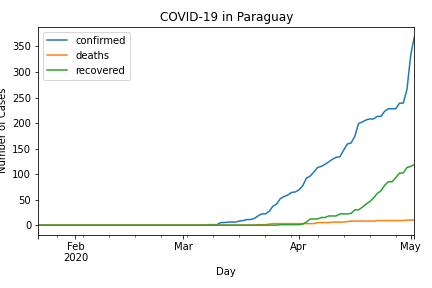 COVID-19 in Paraguay
confirmed
deaths
recovered
350
300
250
200
150
100
50
0
Number of Cases
Feb
2020
Mar
Apr
May
Day